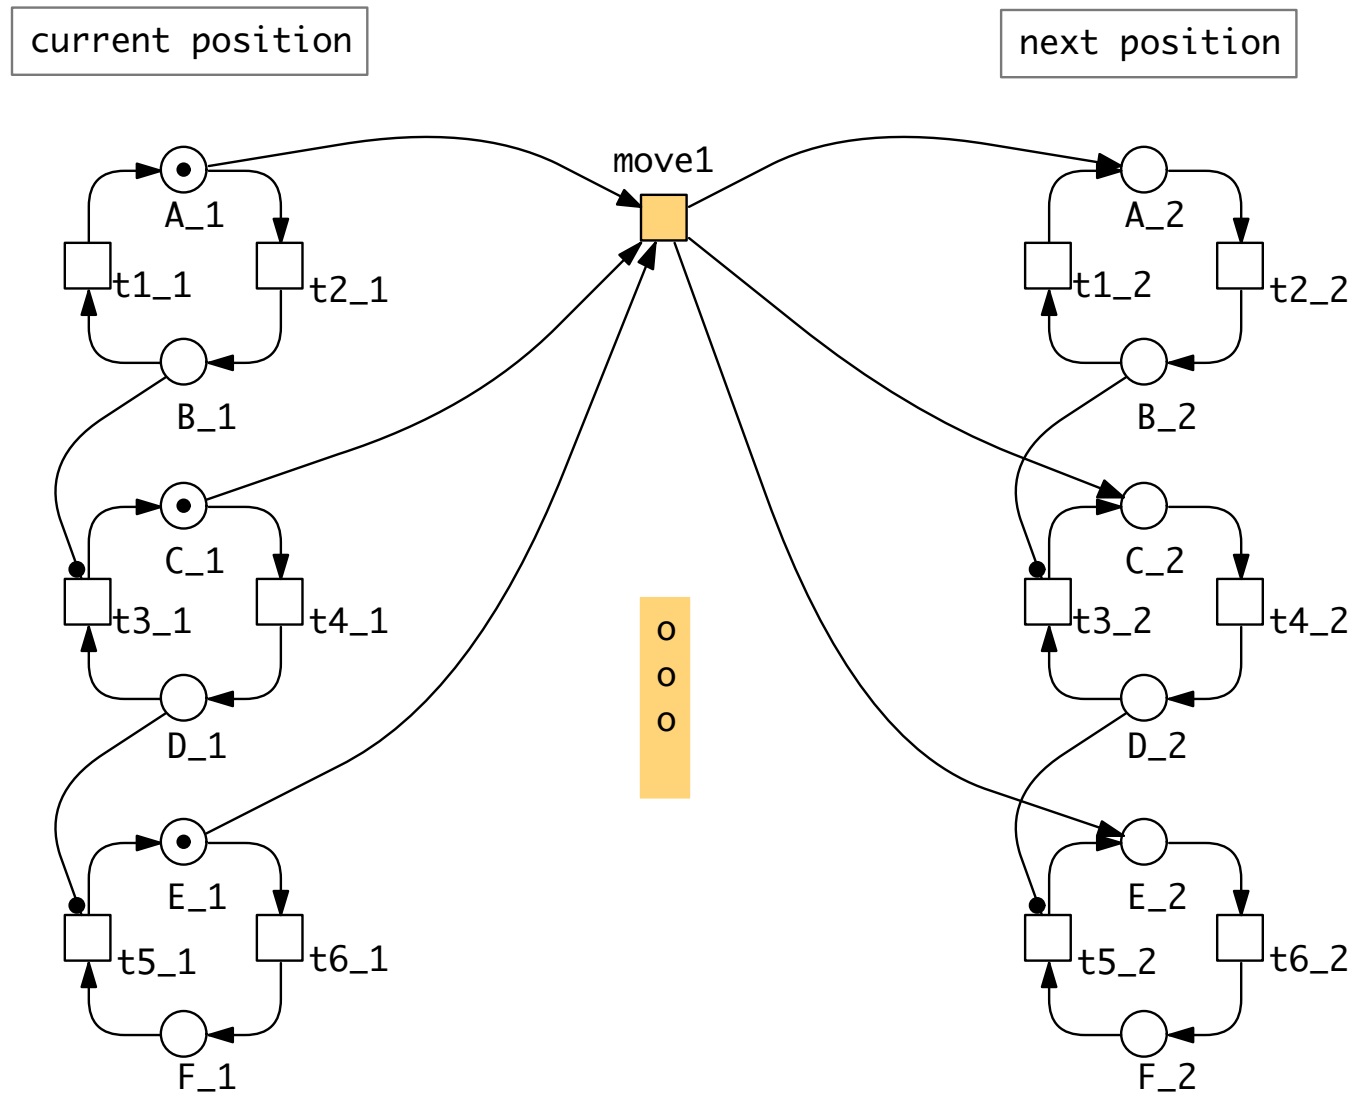 current position
next position
move1
A_1
A_2
t1_1
t2_1
t1_2
t2_2
B_1
B_2
C_1
C_2
t3_1
t4_1
t3_2
t4_2
o
o
o
D_1
D_2
E_1
E_2
t5_1
t6_1
t5_2
t6_2
F_1
F_2